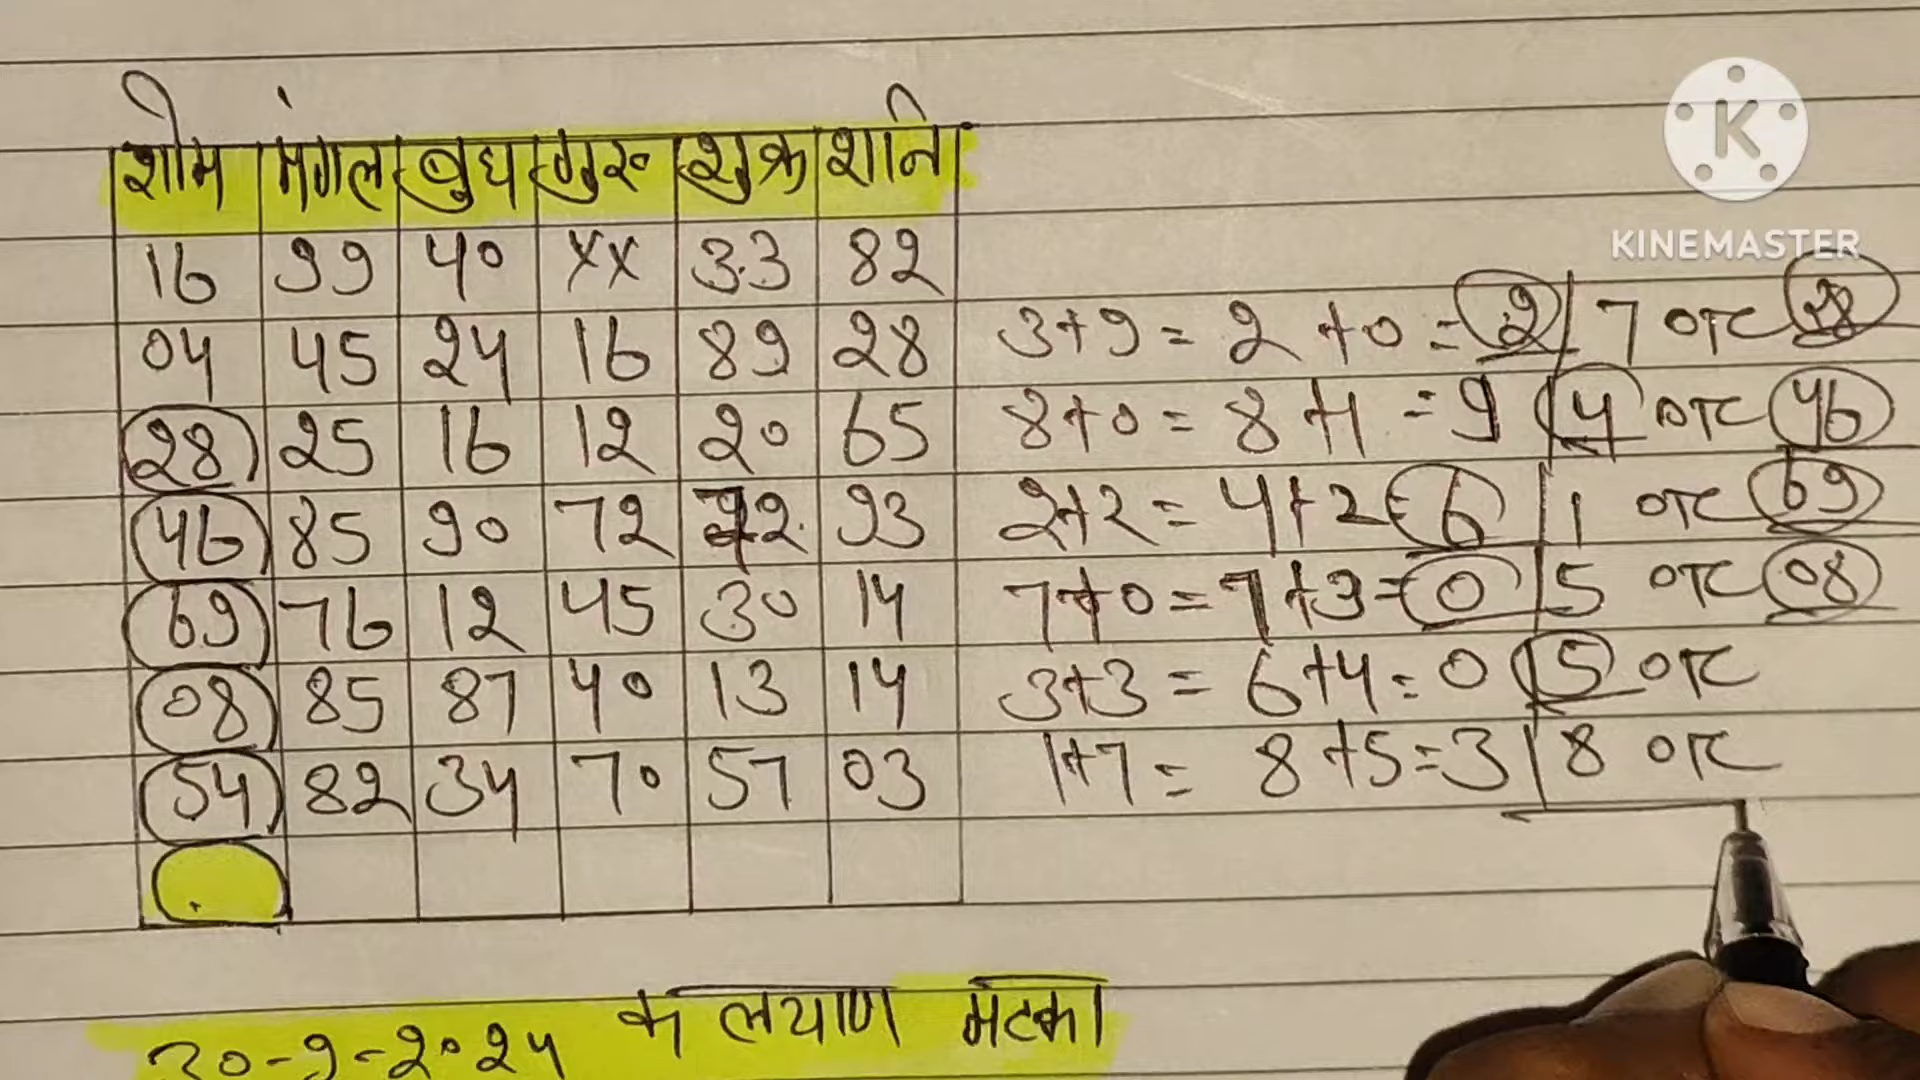 K
KINEMASTER
शोम मंगल बुध गुरु शुक्र शनि
16 99 40 XX 33 82
04 45 24 16 89 28 3+9=2+0=2|7 OTC 28
28 25 16 12 20 65 8+0=8+1=9|4 OTC 46
46 85 90 72 22 93 2+2=4+2=6|1 OTC 69
69 76 12 45 30 14 7+0=7+3=0|5 OTC 08
08 85 87 40 13 14 3+3=6+4=0|5 OTC
54 82 34 70 57 03 1+7=8+5=3|8 OTC
30-9-2024 कलयाण मटका